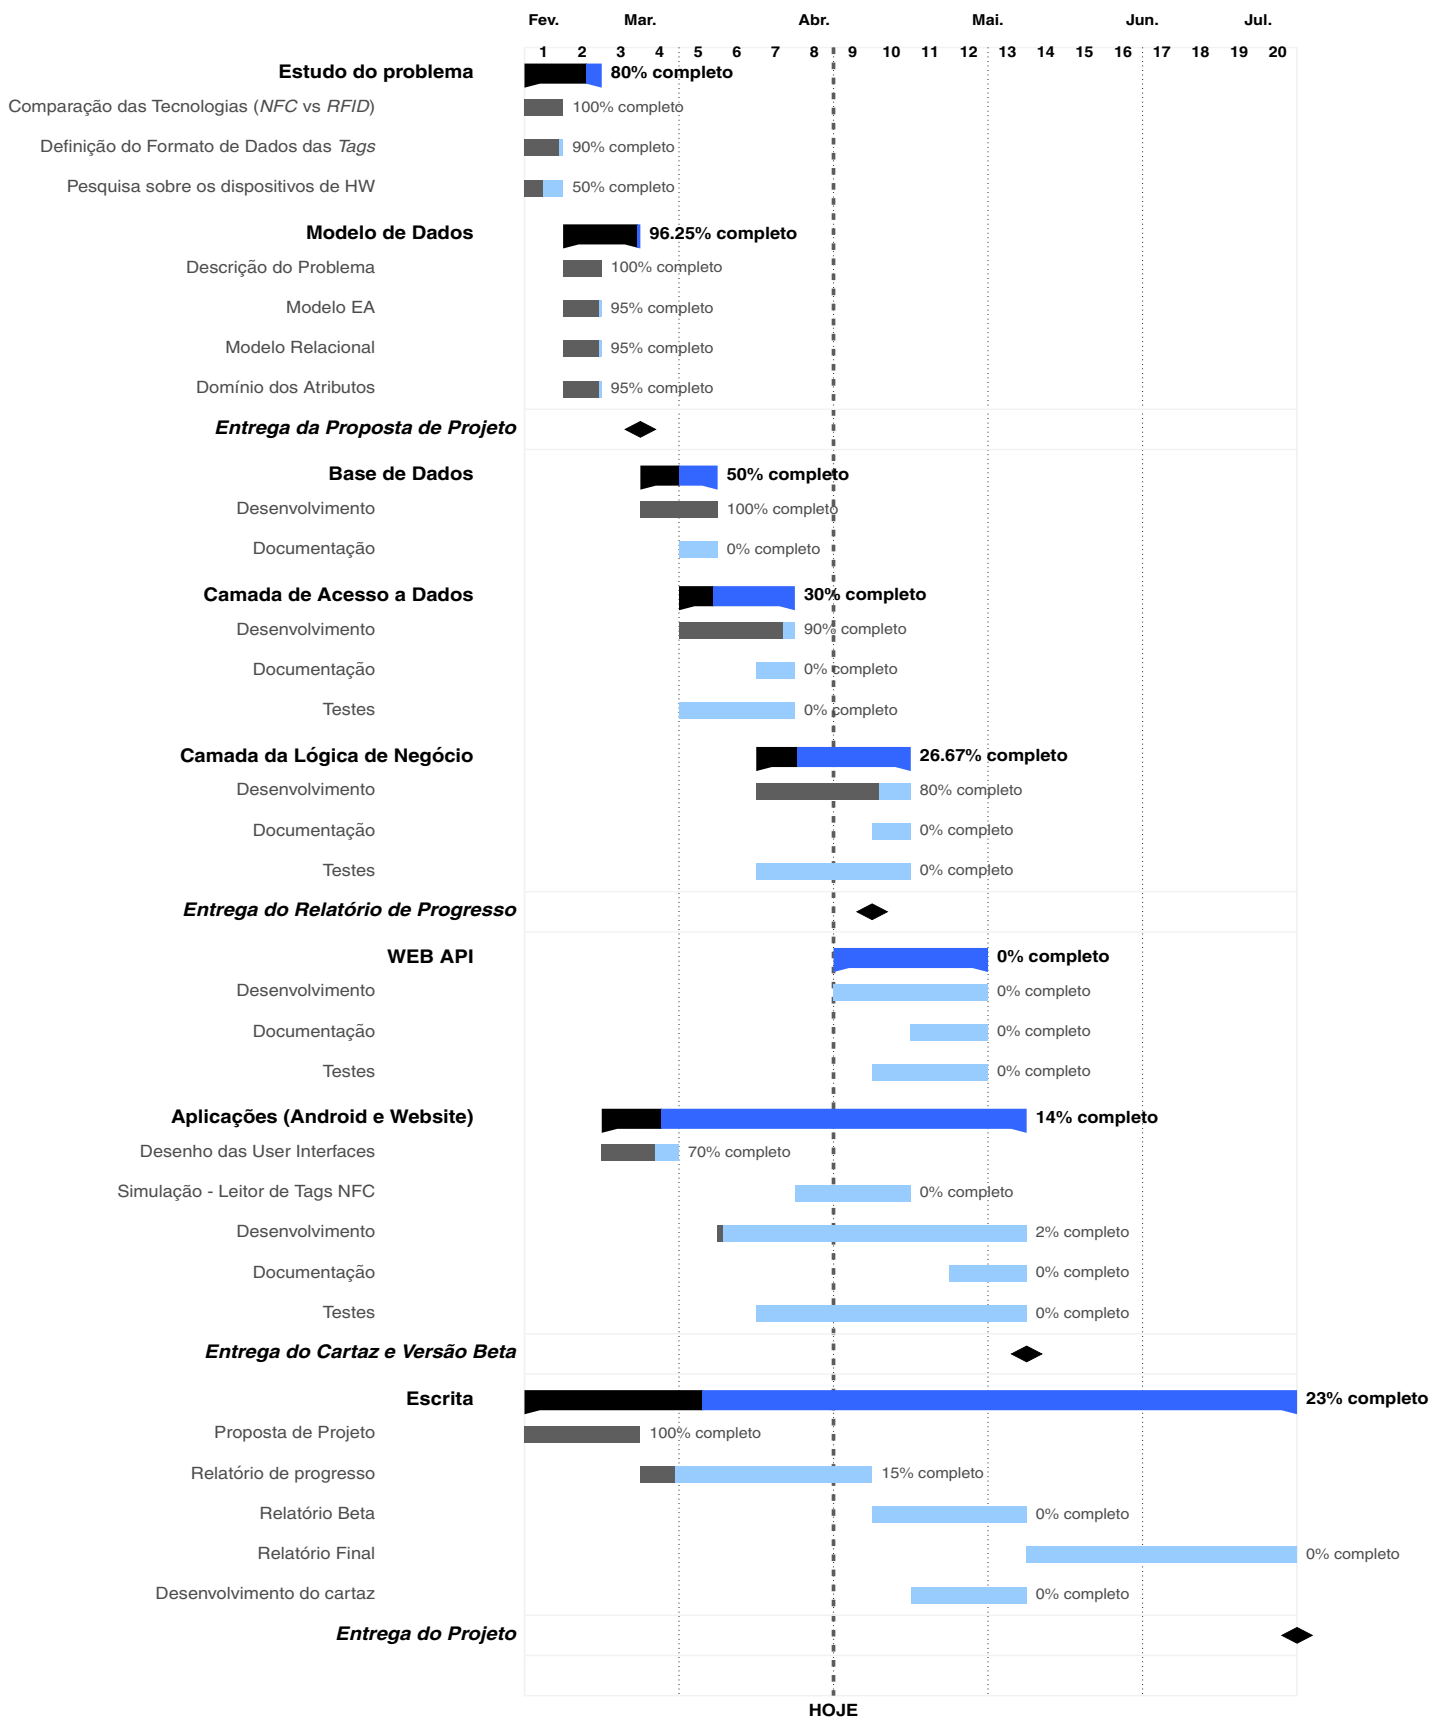 Fev. Mar. Abr. Mai. Jun. Jul.
1 2 3 4 5 6 7 8 9 10 11 12 13 14 15 16 17 18 19 20
Estudo do problema 80% completo
Comparação das Tecnologias (NFC vs RFID) 100% completo
Definição do Formato de Dados das Tags 90% completo
Pesquisa sobre os dispositivos de HW 50% completo
Modelo de Dados 96.25% completo
Descrição do Problema 100% completo
Modelo EA 95% completo
Modelo Relacional 95% completo
Domínio dos Atributos 95% completo
Entrega da Proposta de Projeto
Base de Dados 50% completo
Desenvolvimento 100% completo
Documentação 0% completo
Camada de Acesso a Dados 30% completo
Desenvolvimento 90% completo
Documentação 0% completo
Testes 0% completo
Camada da Lógica de Negócio 26.67% completo
Desenvolvimento 80% completo
Documentação 0% completo
Testes 0% completo
Entrega do Relatório de Progresso
WEB API 0% completo
Desenvolvimento 0% completo
Documentação 0% completo
Testes 0% completo
Aplicações (Android e Website) 14% completo
Desenho das User Interfaces 70% completo
Simulação - Leitor de Tags NFC 0% completo
Desenvolvimento 2% completo
Documentação 0% completo
Testes 0% completo
Entrega do Cartaz e Versão Beta
Escrita 23% completo
Proposta de Projeto 100% completo
Relatório de progresso 15% completo
Relatório Beta 0% completo
Relatório Final 0% completo
Desenvolvimento do cartaz 0% completo
Entrega do Projeto
HOJE